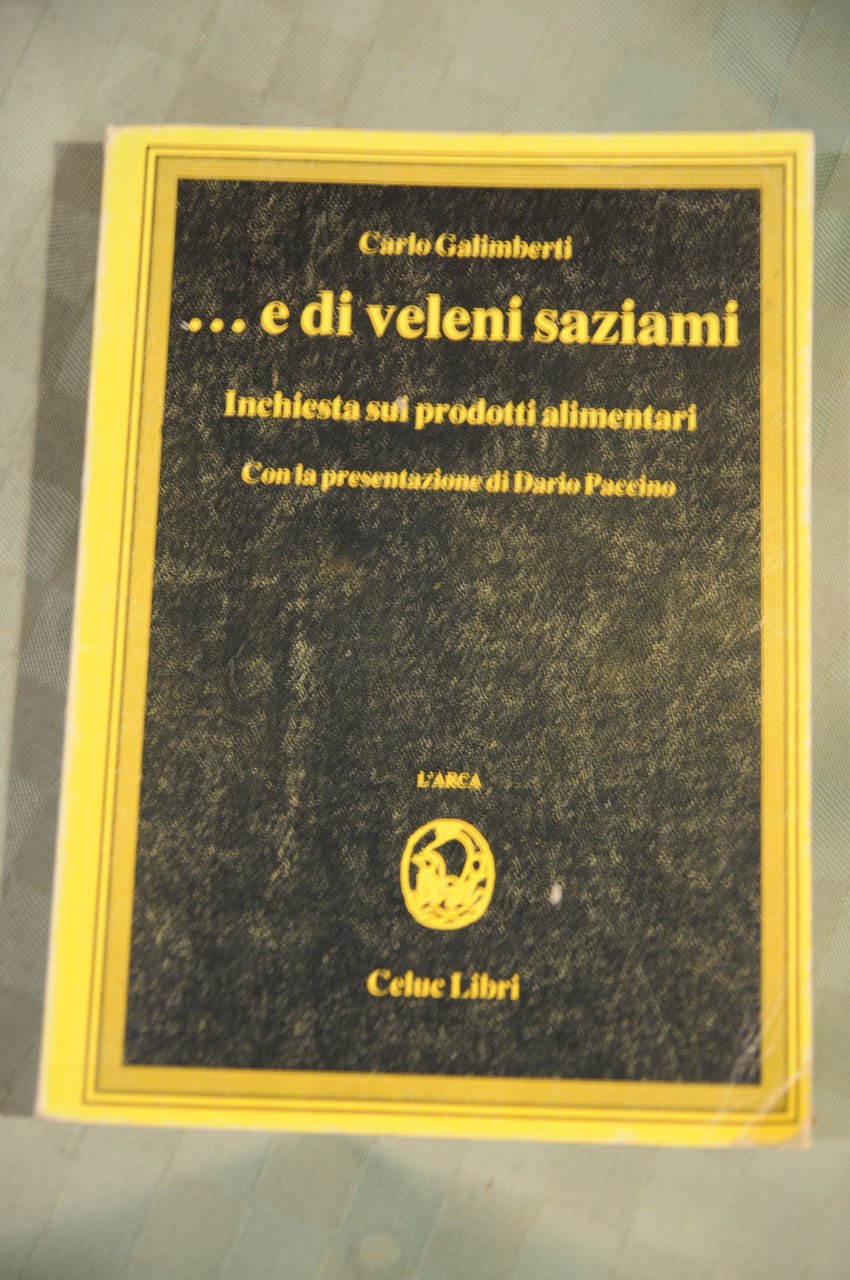 Carlo Galimberti
... e di veleni saziami
Inchiesta sui prodotti alimentari
Con la presentazione di Dario Paccino
L'ARCA
Celuc Libri